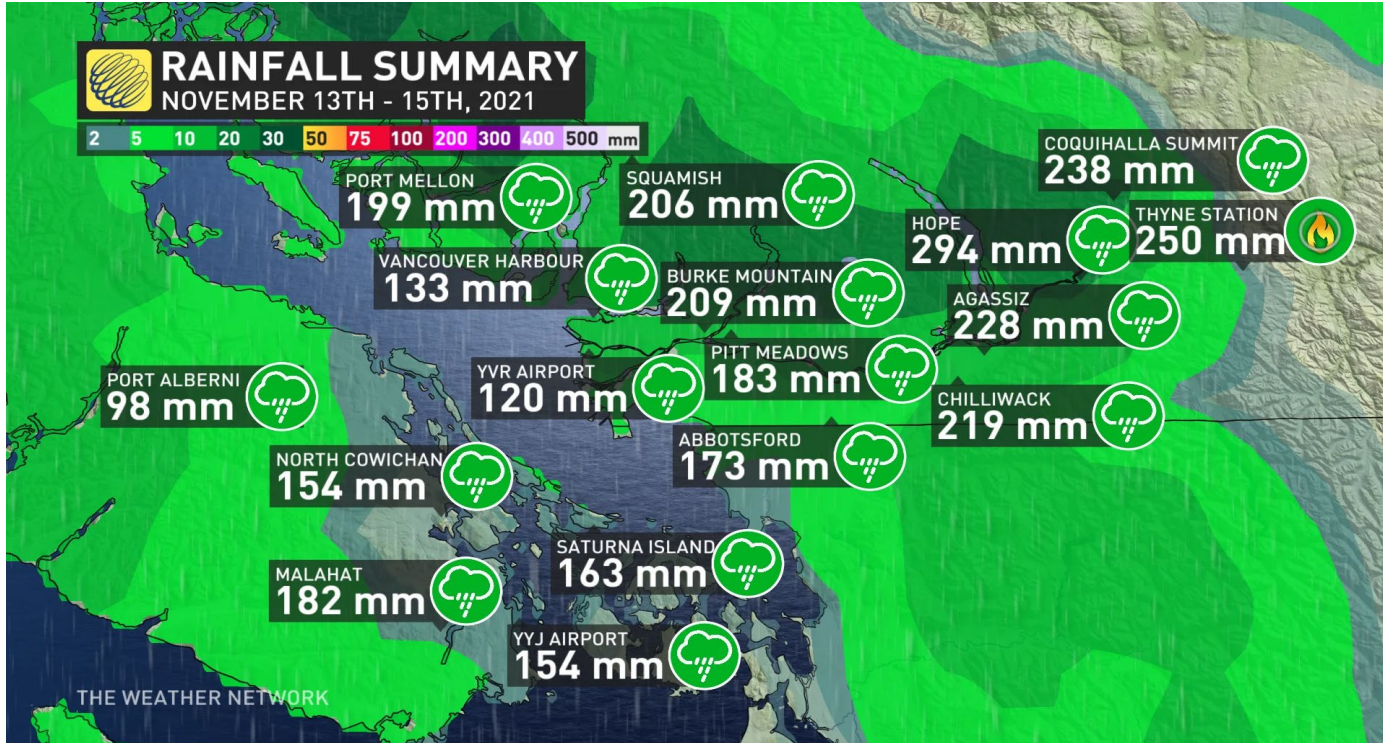 RAINFALL SUMMARY
NOVEMBER 13TH - 15TH, 2021
2 5 10 20 30 50 75 100 200 300 400 500 mm
COQUIHALLA SUMMIT
238 mm
PORT MELLON
199 mm
SQUAMISH
206 mm
HOPE
294 mm
THYNE STATION
250 mm
VANCOUVER HARBOUR
133 mm
BURKE MOUNTAIN
209 mm
AGASSIZ
228 mm
PORT ALBERNI
98 mm
YVR AIRPORT
120 mm
PITT MEADOWS
183 mm
CHILLIWACK
219 mm
ABBOTSFORD
173 mm
NORTH COWICHAN
154 mm
SATURNA ISLAND
163 mm
MALAHAT
182 mm
YYJ AIRPORT
154 mm
THE WEATHER NETWORK